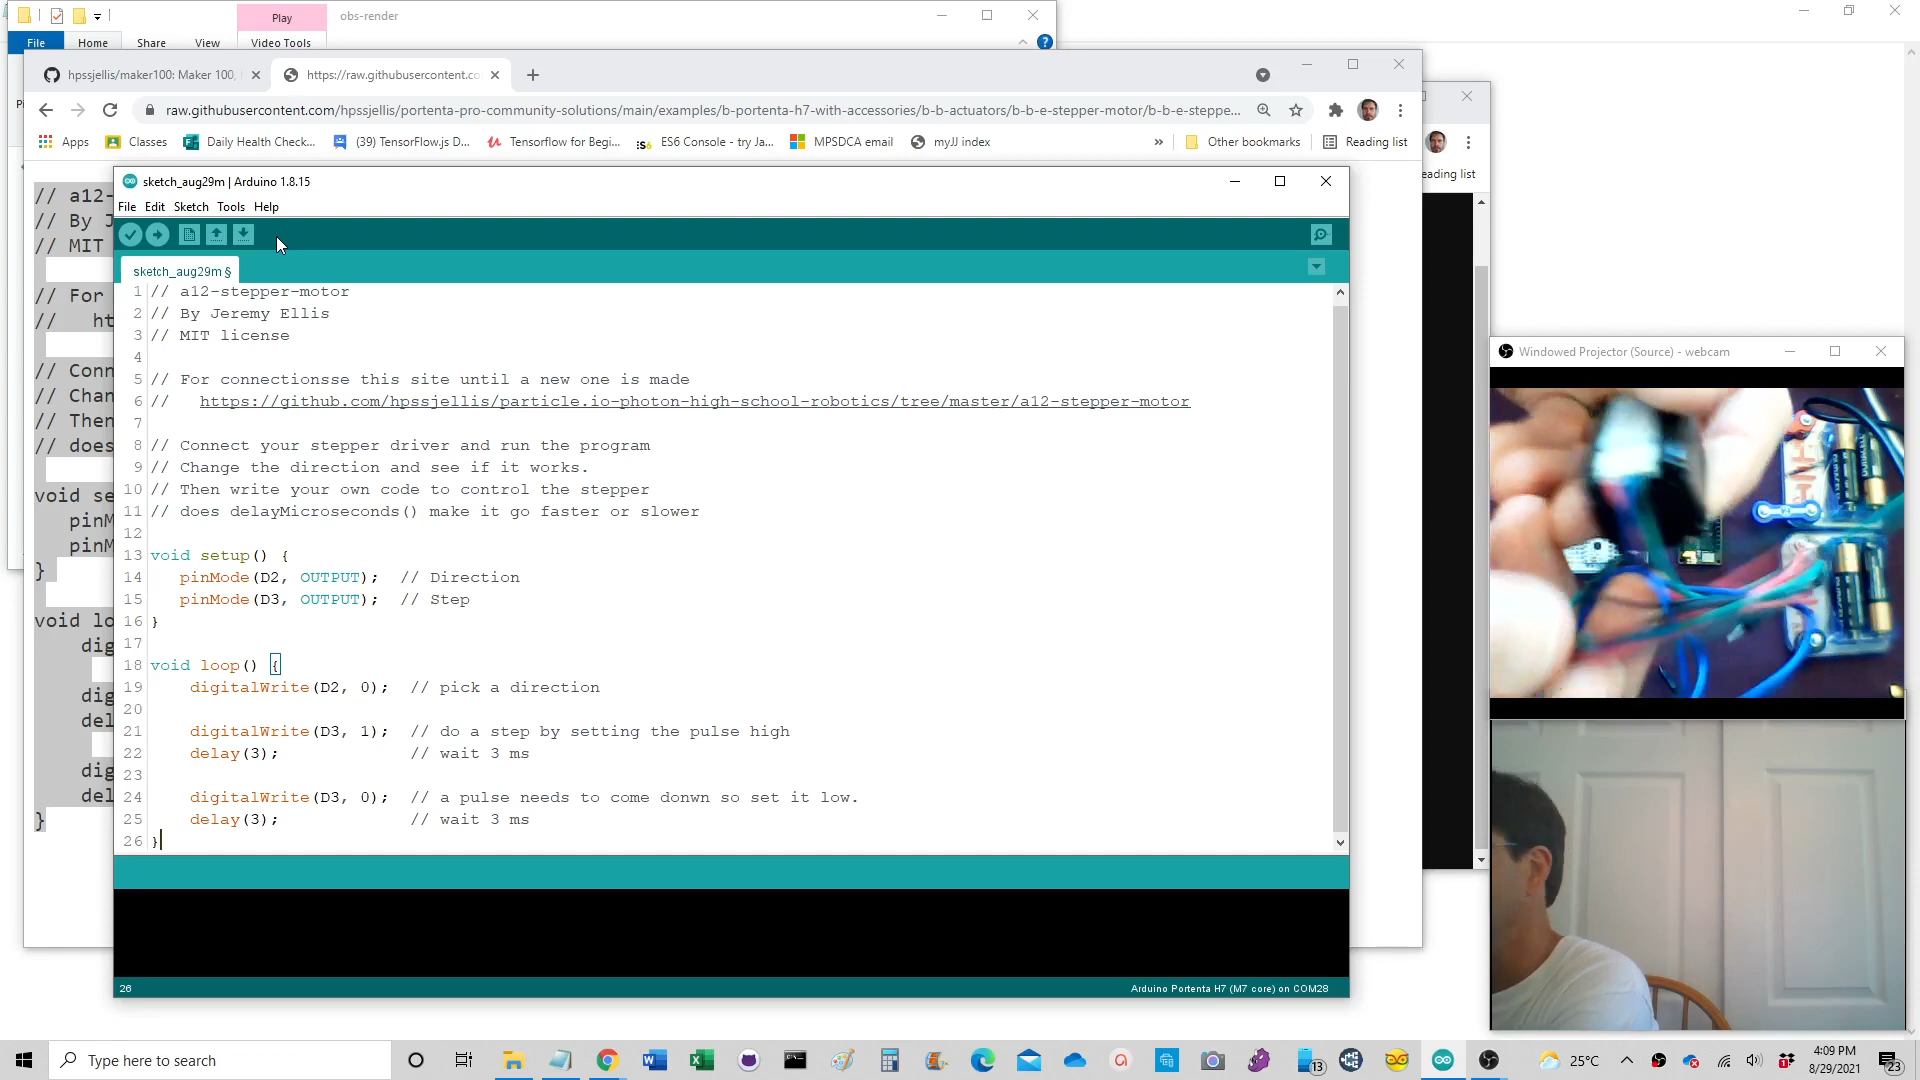 Play
obs-render
File
Home
Share
View
Video Tools
hpssjellis/maker100: Maker 100,
https://raw.githubusercontent.co
raw.githubusercontent.com/hpssjellis/portenta-pro-community-solutions/main/examples/b-portenta-h7-with-accessories/b-b-actuators/b-b-e-stepper-motor/b-b-e-steppe...
Apps
Classes
Daily Health Check...
(39) TensorFlow.js D...
Tensorflow for Begi...
ES6 Console - try Ja...
MPSDCA email
myJJ index
»
Other bookmarks
Reading list
eading list
// a12-
// By J
// MIT
// For
// ht
// Conn
// Chan
// Then
// does
void se
pinM
pinM
}
void lo
dig
dig
del
dig
del
}
sketch_aug29m | Arduino 1.8.15
File Edit Sketch Tools Help
sketch_aug29m §
1 // a12-stepper-motor
2 // By Jeremy Ellis
3 // MIT license
4
5 // For connectionsse this site until a new one is made
6 // https://github.com/hpssjellis/particle.io-photon-high-school-robotics/tree/master/a12-stepper-motor
7
8 // Connect your stepper driver and run the program
9 // Change the direction and see if it works.
10 // Then write your own code to control the stepper
11 // does delayMicroseconds() make it go faster or slower
12
13 void setup() {
14 pinMode(D2, OUTPUT); // Direction
15 pinMode(D3, OUTPUT); // Step
16 }
17
18 void loop() {
19 digitalWrite(D2, 0); // pick a direction
20
21 digitalWrite(D3, 1); // do a step by setting the pulse high
22 delay(3); // wait 3 ms
23
24 digitalWrite(D3, 0); // a pulse needs to come donwn so set it low.
25 delay(3); // wait 3 ms
26 }
26
Arduino Portenta H7 (M7 core) on COM28
Windowed Projector (Source) - webcam
Type here to search
13
25°C
4:09 PM
8/29/2021
23